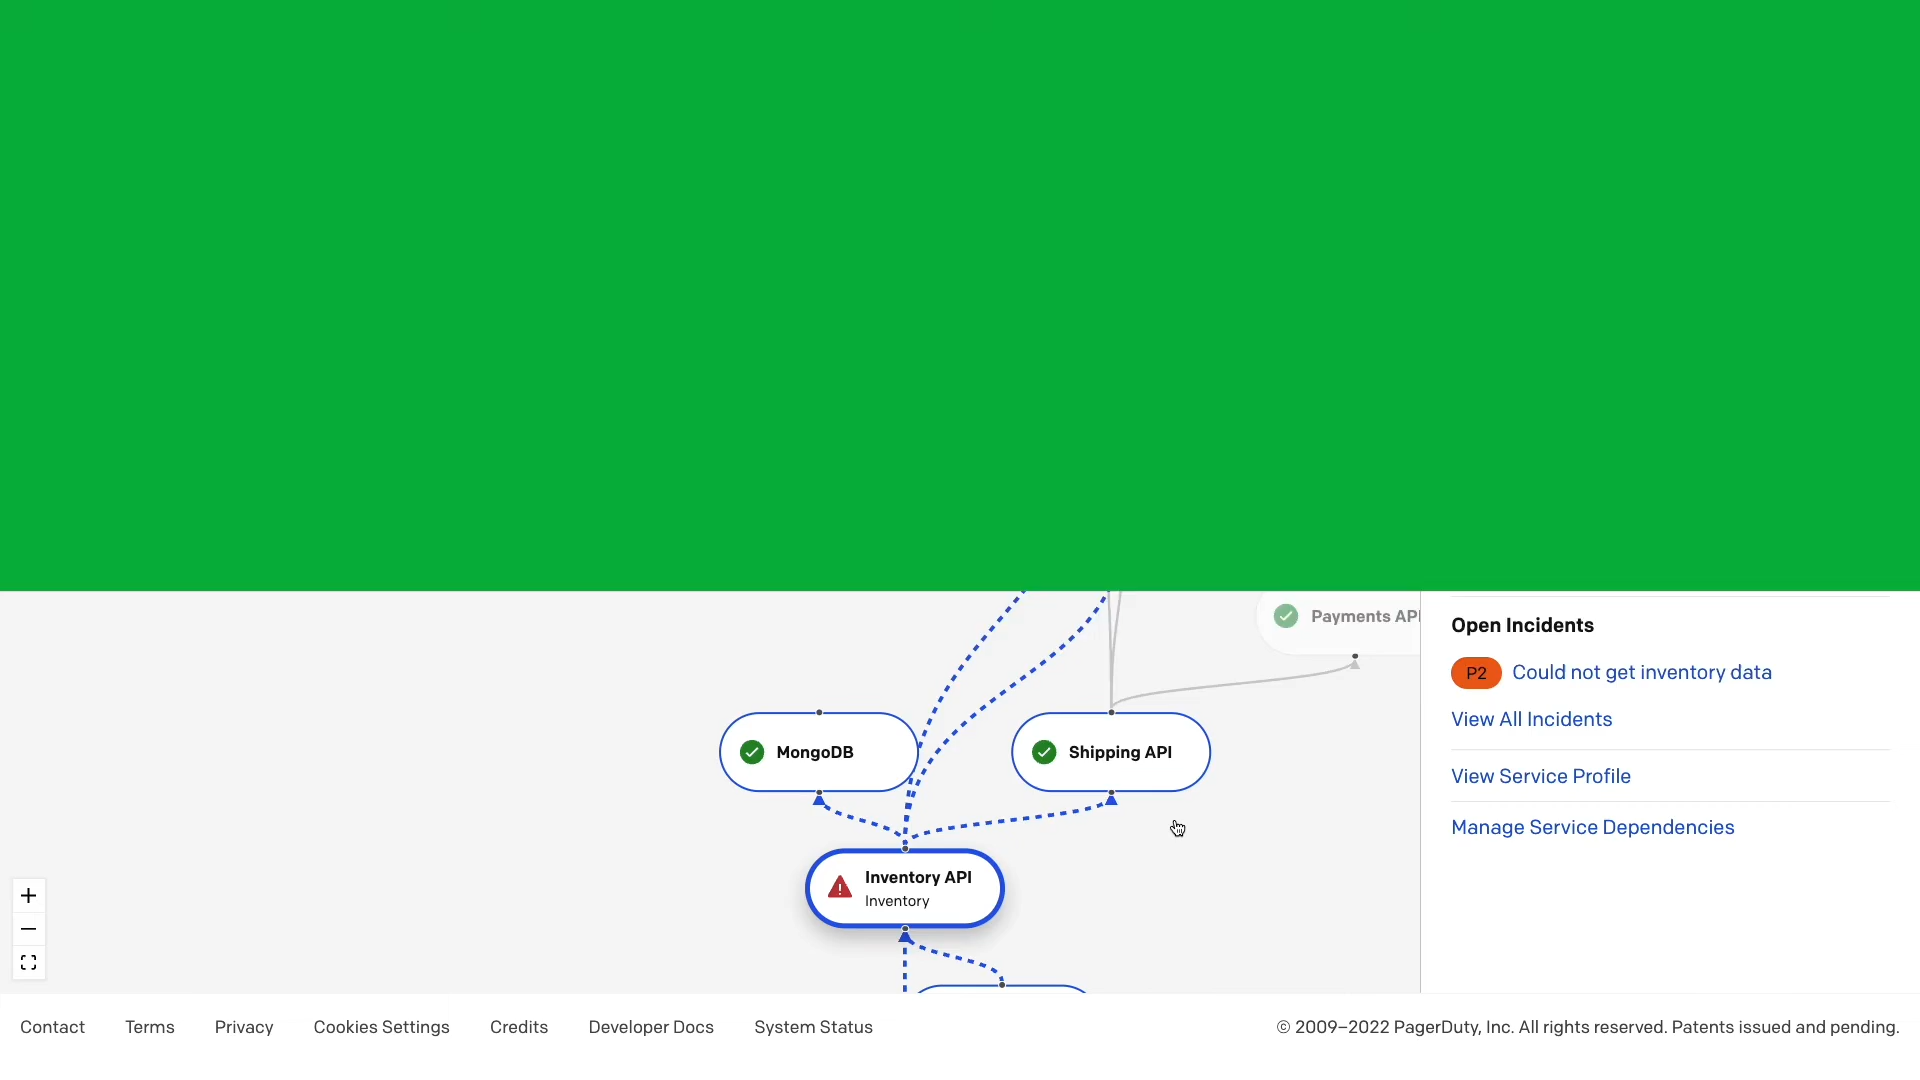 Payments API
Open Incidents
P2 Could not get inventory data
View All Incidents
MongoDB
Shipping API
View Service Profile
Manage Service Dependencies
Inventory API
Inventory
Contact Terms Privacy Cookies Settings Credits Developer Docs System Status
© 2009–2022 PagerDuty, Inc. All rights reserved. Patents issued and pending.